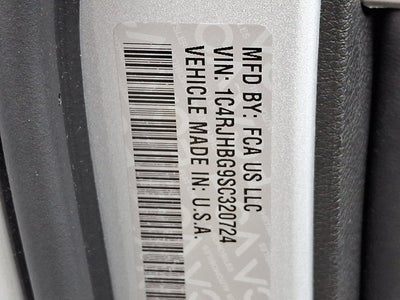 MFD BY: FCA US LLC
VIN: 1C4RJHBG9SC320724
VEHICLE MADE IN: U.S.A.